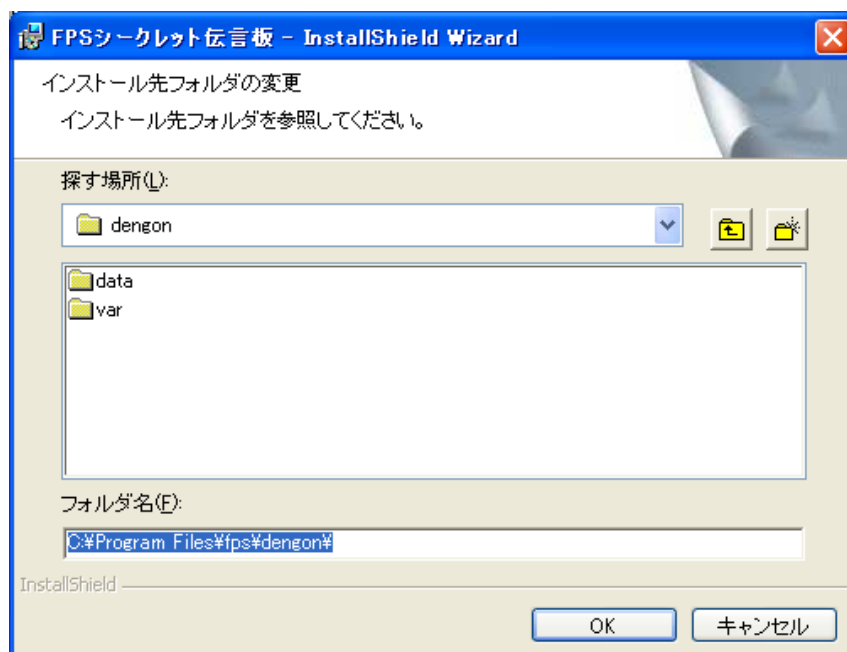 FPSシークレット伝言板 - InstallShield Wizard
インストール先フォルダの変更
インストール先フォルダを参照してください。
探す場所(L):
dengon
data
var
フォルダ名(F):
C:¥Program Files¥fps¥dengon¥
InstallShield
OK
キャンセル